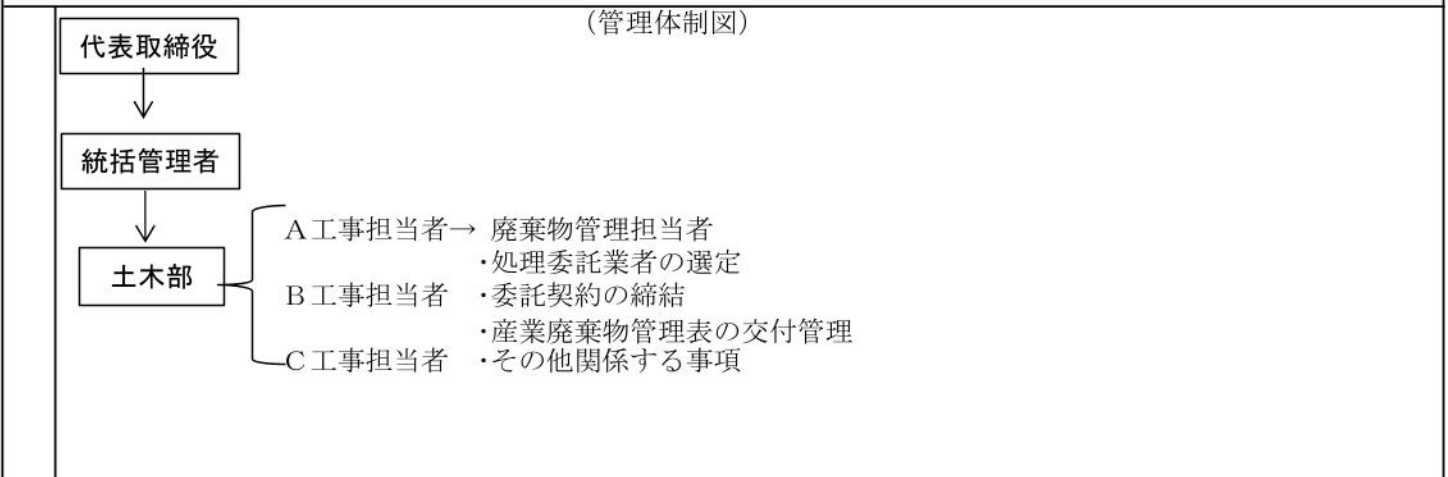 （管理体制図）
代表取締役
統括管理者
土木部
A工事担当者→ 廃棄物管理担当者
・処理委託業者の選定
B工事担当者 ・委託契約の締結
・産業廃棄物管理表の交付管理
C工事担当者 ・その他関係する事項